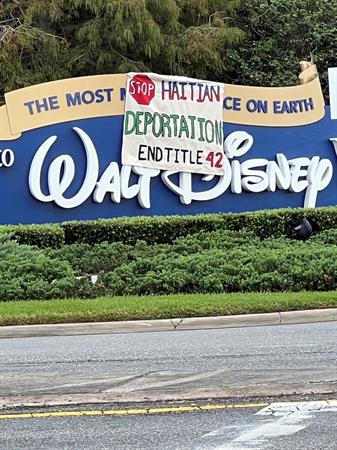 THE MOST M
CE ON EARTH
STOP HAITIAN
DEPORTATION
END TITLE 42
WALT DISNEY